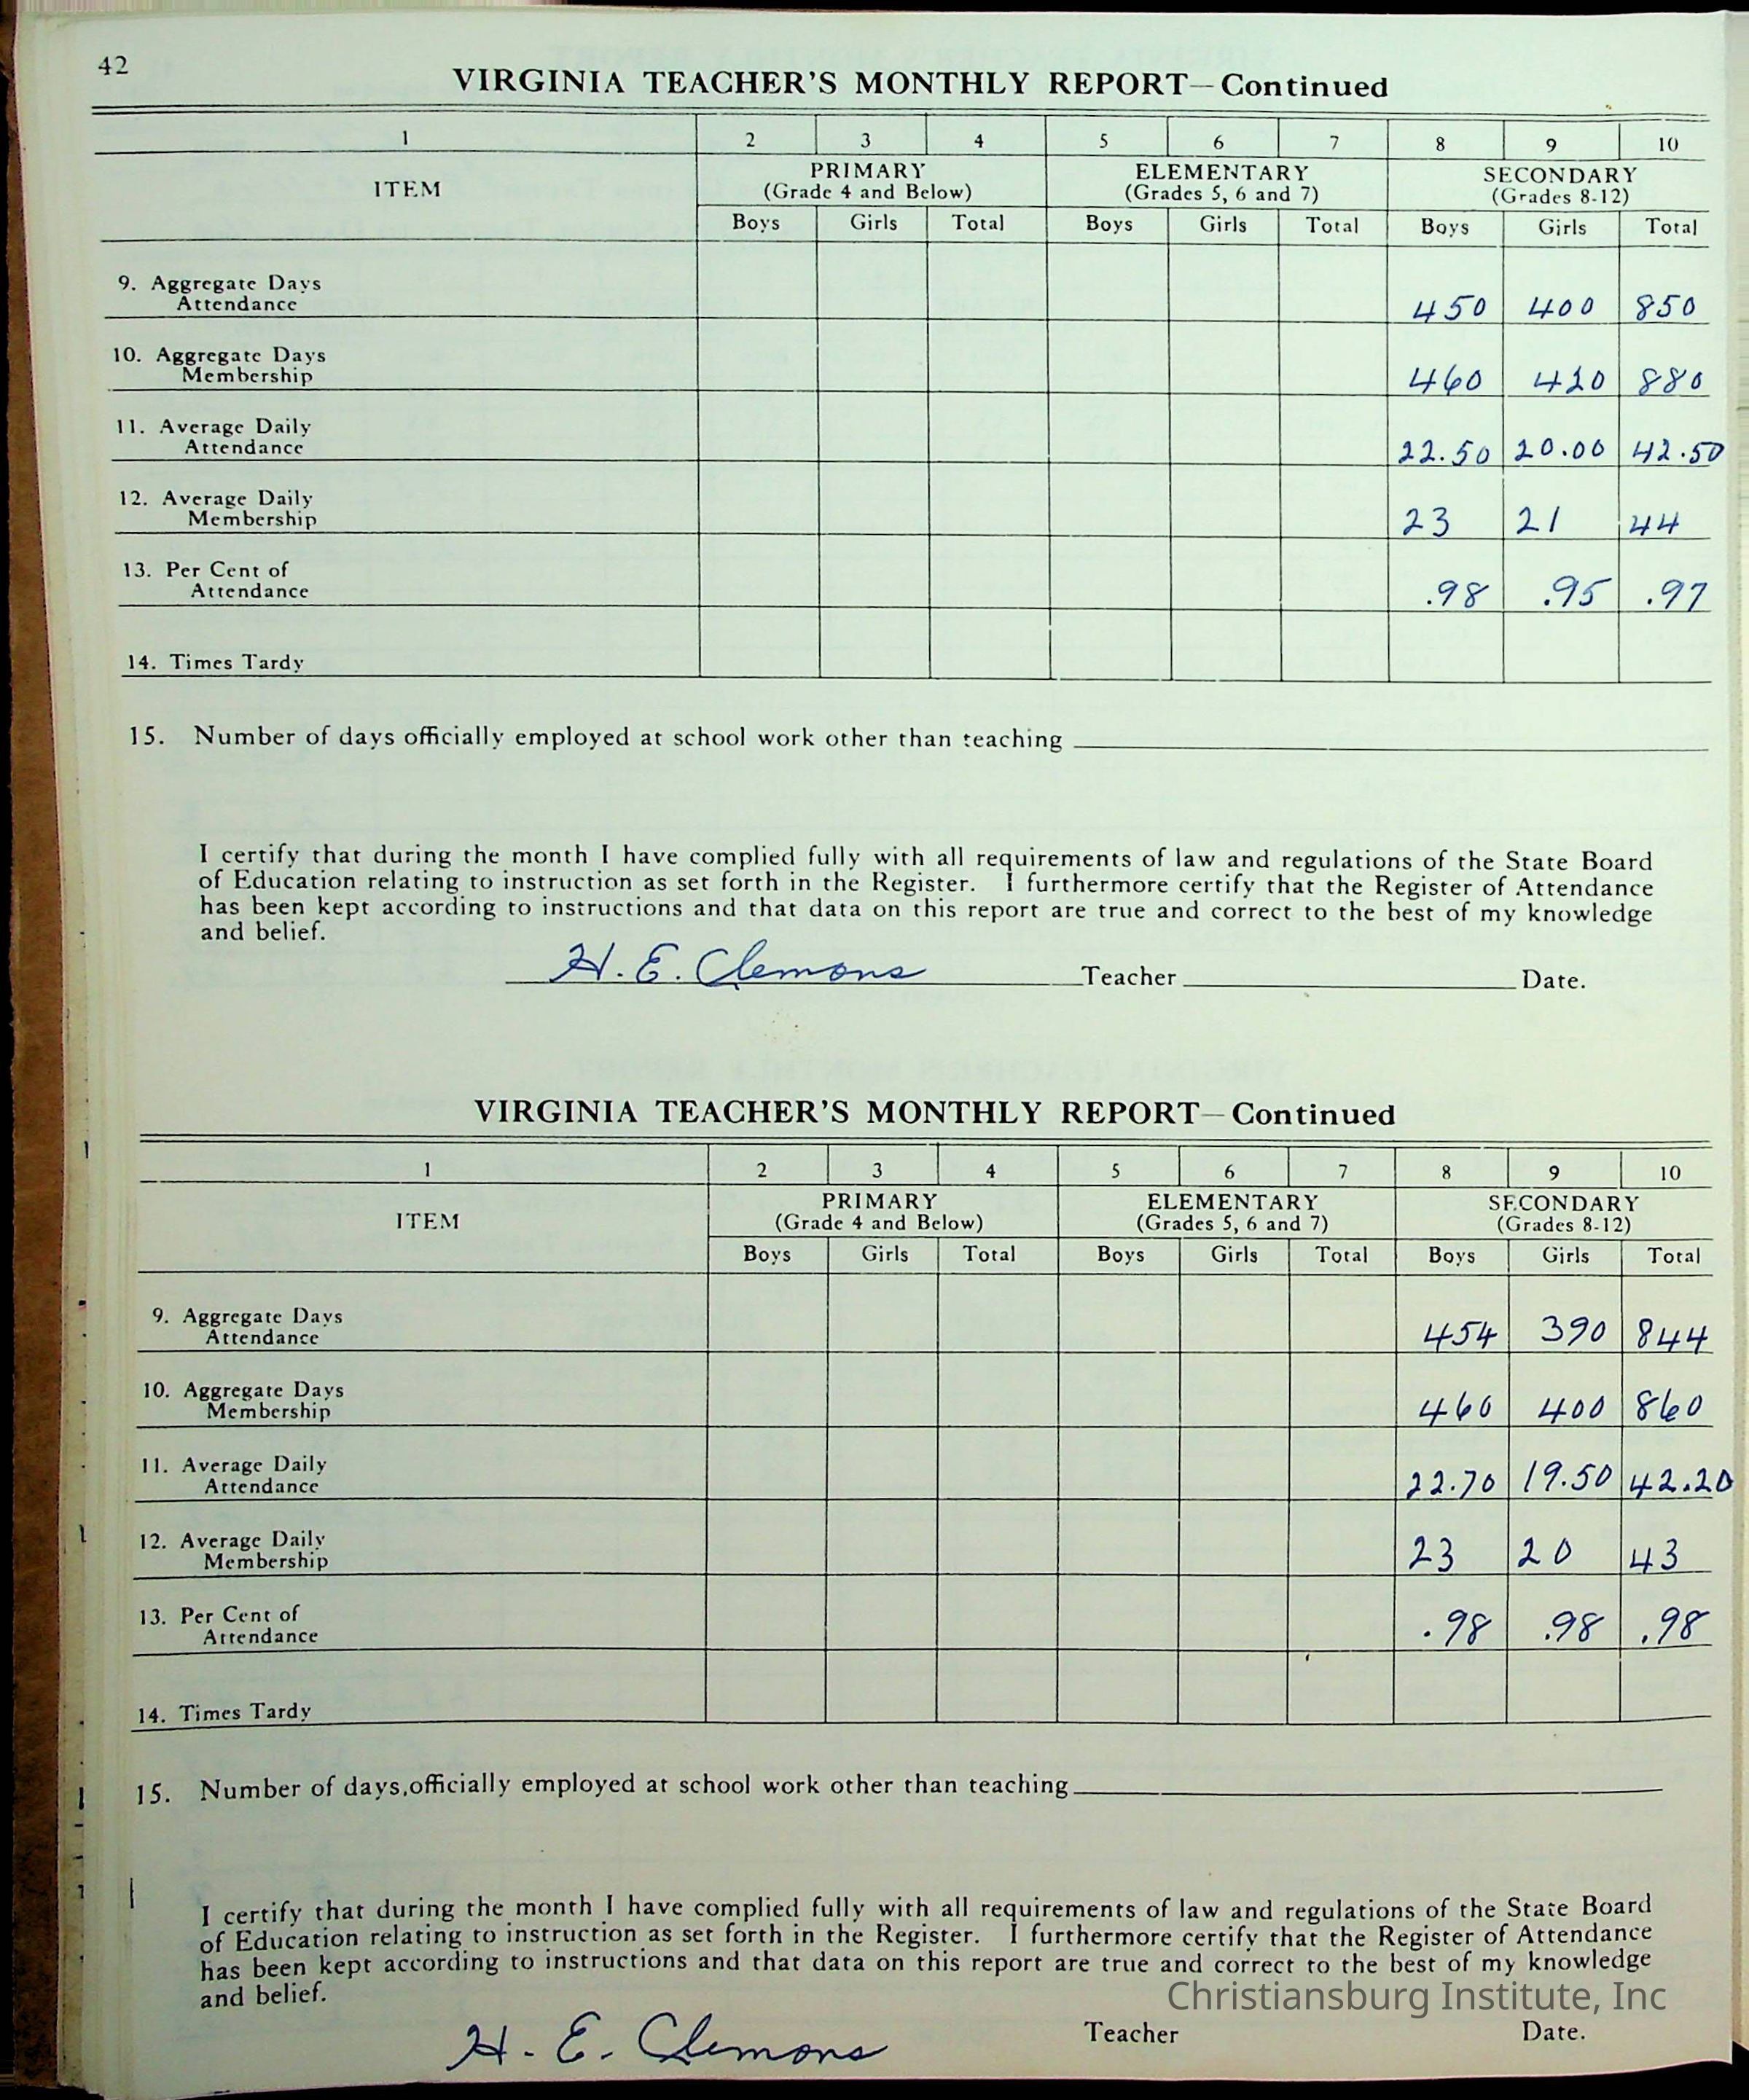 42
VIRGINIA TEACHER'S MONTHLY REPORT—Continued
1 2 3 4 5 6 7 8 9 10
ITEM PRIMARY ELEMENTARY SECONDARY
(Grade 4 and Below) (Grades 5, 6 and 7) (Grades 8-12)
Boys Girls Total Boys Girls Total Boys Girls Total
9. Aggregate Days
Attendance 450 400 850
10. Aggregate Days
Membership 460 420 880
11. Average Daily
Attendance 22.50 20.00 42.50
12. Average Daily
Membership 23 21 44
13. Per Cent of
Attendance .98 .95 .97
14. Times Tardy
15. Number of days officially employed at school work other than teaching
I certify that during the month I have complied fully with all requirements of law and regulations of the State Board
of Education relating to instruction as set forth in the Register. I furthermore certify that the Register of Attendance
has been kept according to instructions and that data on this report are true and correct to the best of my knowledge
and belief.
H. E. Clemons Teacher Date.
VIRGINIA TEACHER'S MONTHLY REPORT—Continued
1 2 3 4 5 6 7 8 9 10
ITEM PRIMARY ELEMENTARY SECONDARY
(Grade 4 and Below) (Grades 5, 6 and 7) (Grades 8-12)
Boys Girls Total Boys Girls Total Boys Girls Total
9. Aggregate Days
Attendance 454 390 844
10. Aggregate Days
Membership 460 400 860
11. Average Daily
Attendance 22.70 19.50 42.20
12. Average Daily
Membership 23 20 43
13. Per Cent of
Attendance .98 .98 .98
14. Times Tardy
15. Number of days officially employed at school work other than teaching
I certify that during the month I have complied fully with all requirements of law and regulations of the State Board
of Education relating to instruction as set forth in the Register. I furthermore certify that the Register of Attendance
has been kept according to instructions and that data on this report are true and correct to the best of my knowledge
and belief.
Christiansburg Institute, Inc
H. E. Clemons Teacher Date.